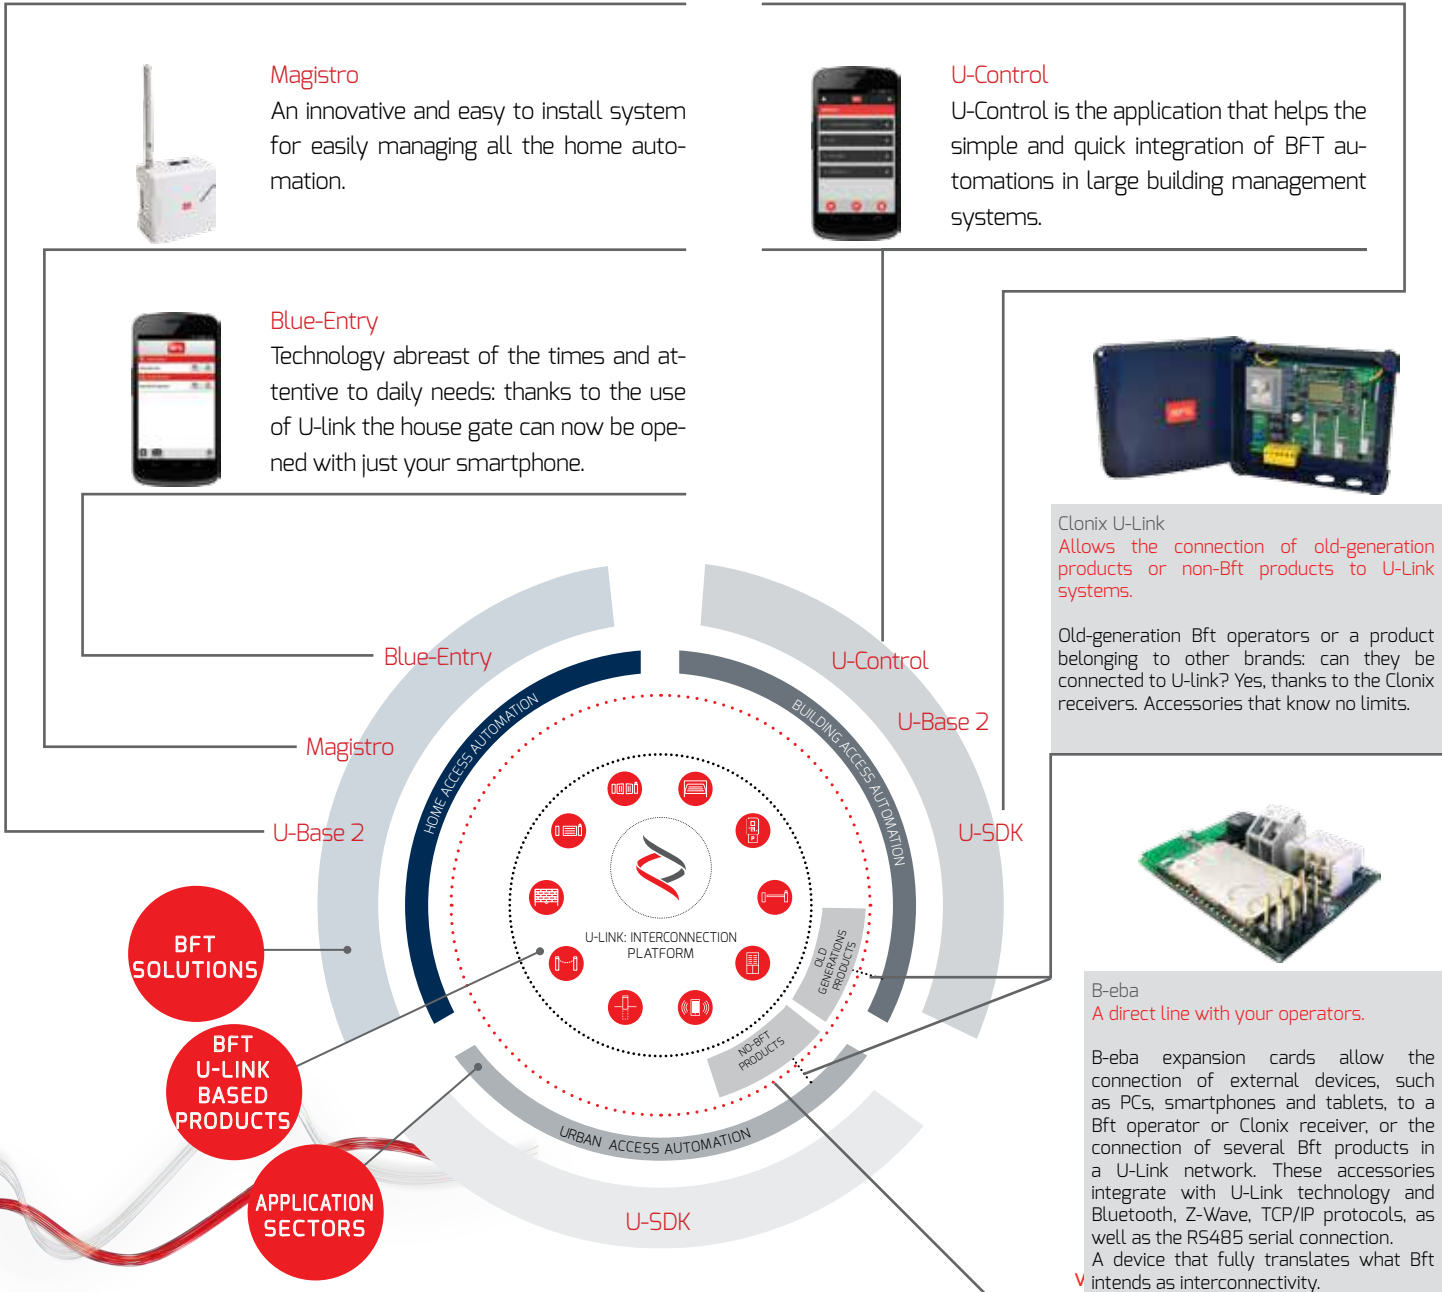 Magistro
An innovative and easy to install system
for easily managing all the home auto-
mation.
U-Control
U-Control is the application that helps the
simple and quick integration of BFT au-
tomations in large building management
systems.
Blue-Entry
Technology abreast of the times and at-
tentive to daily needs: thanks to the use
of U-link the house gate can now be ope-
ned with just your smartphone.
Clonix U-Link
Allows the connection of old-generation
products or non-Bft products to U-Link
systems.
Old-generation Bft operators or a product
belonging to other brands: can they be
connected to U-link? Yes, thanks to the Clonix
receivers. Accessories that know no limits.
Blue-Entry
Magistro
U-Base 2
U-Control
U-Base 2
U-SDK
HOME ACCESS AUTOMATION
BUILDING ACCESS AUTOMATION
U-LINK: INTERCONNECTION
PLATFORM
OLD
GENERATIONS
PRODUCTS
NO-BFT
PRODUCTS
URBAN ACCESS AUTOMATION
U-SDK
BFT
SOLUTIONS
BFT
U-LINK
BASED
PRODUCTS
APPLICATION
SECTORS
B-eba
A direct line with your operators.
B-eba expansion cards allow the
connection of external devices, such
as PCs, smartphones and tablets, to a
Bft operator or Clonix receiver, or the
connection of several Bft products in
a U-Link network. These accessories
integrate with U-Link technology and
Bluetooth, Z-Wave, TCP/IP protocols, as
well as the RS485 serial connection.
A device that fully translates what Bft
intends as interconnectivity.